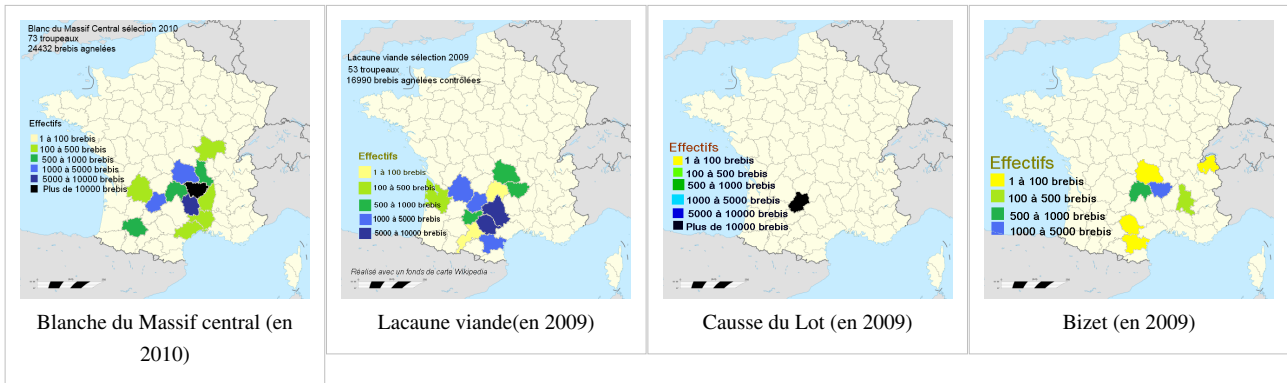 Blanc du Massif Central sélection 2010
73 troupeaux
24432 brebis agnelées
Effectifs
1 à 100 brebis
100 à 500 brebis
500 à 1000 brebis
1000 à 5000 brebis
5000 à 10000 brebis
Plus de 10000 brebis
Blanche du Massif central (en
2010)
Lacaune viande sélection 2009
53 troupeaux
16990 brebis agnelées contrôlées
Effectifs
1 à 100 brebis
100 à 500 brebis
500 à 1000 brebis
1000 à 5000 brebis
5000 à 10000 brebis
Réalisé avec un fonds de carte Wikipedia
Lacaune viande(en 2009)
Effectifs
1 à 100 brebis
100 à 500 brebis
500 à 1000 brebis
1000 à 5000 brebis
5000 à 10000 brebis
Plus de 10000 brebis
Causse du Lot (en 2009)
Effectifs
1 à 100 brebis
100 à 500 brebis
500 à 1000 brebis
1000 à 5000 brebis
Bizet (en 2009)